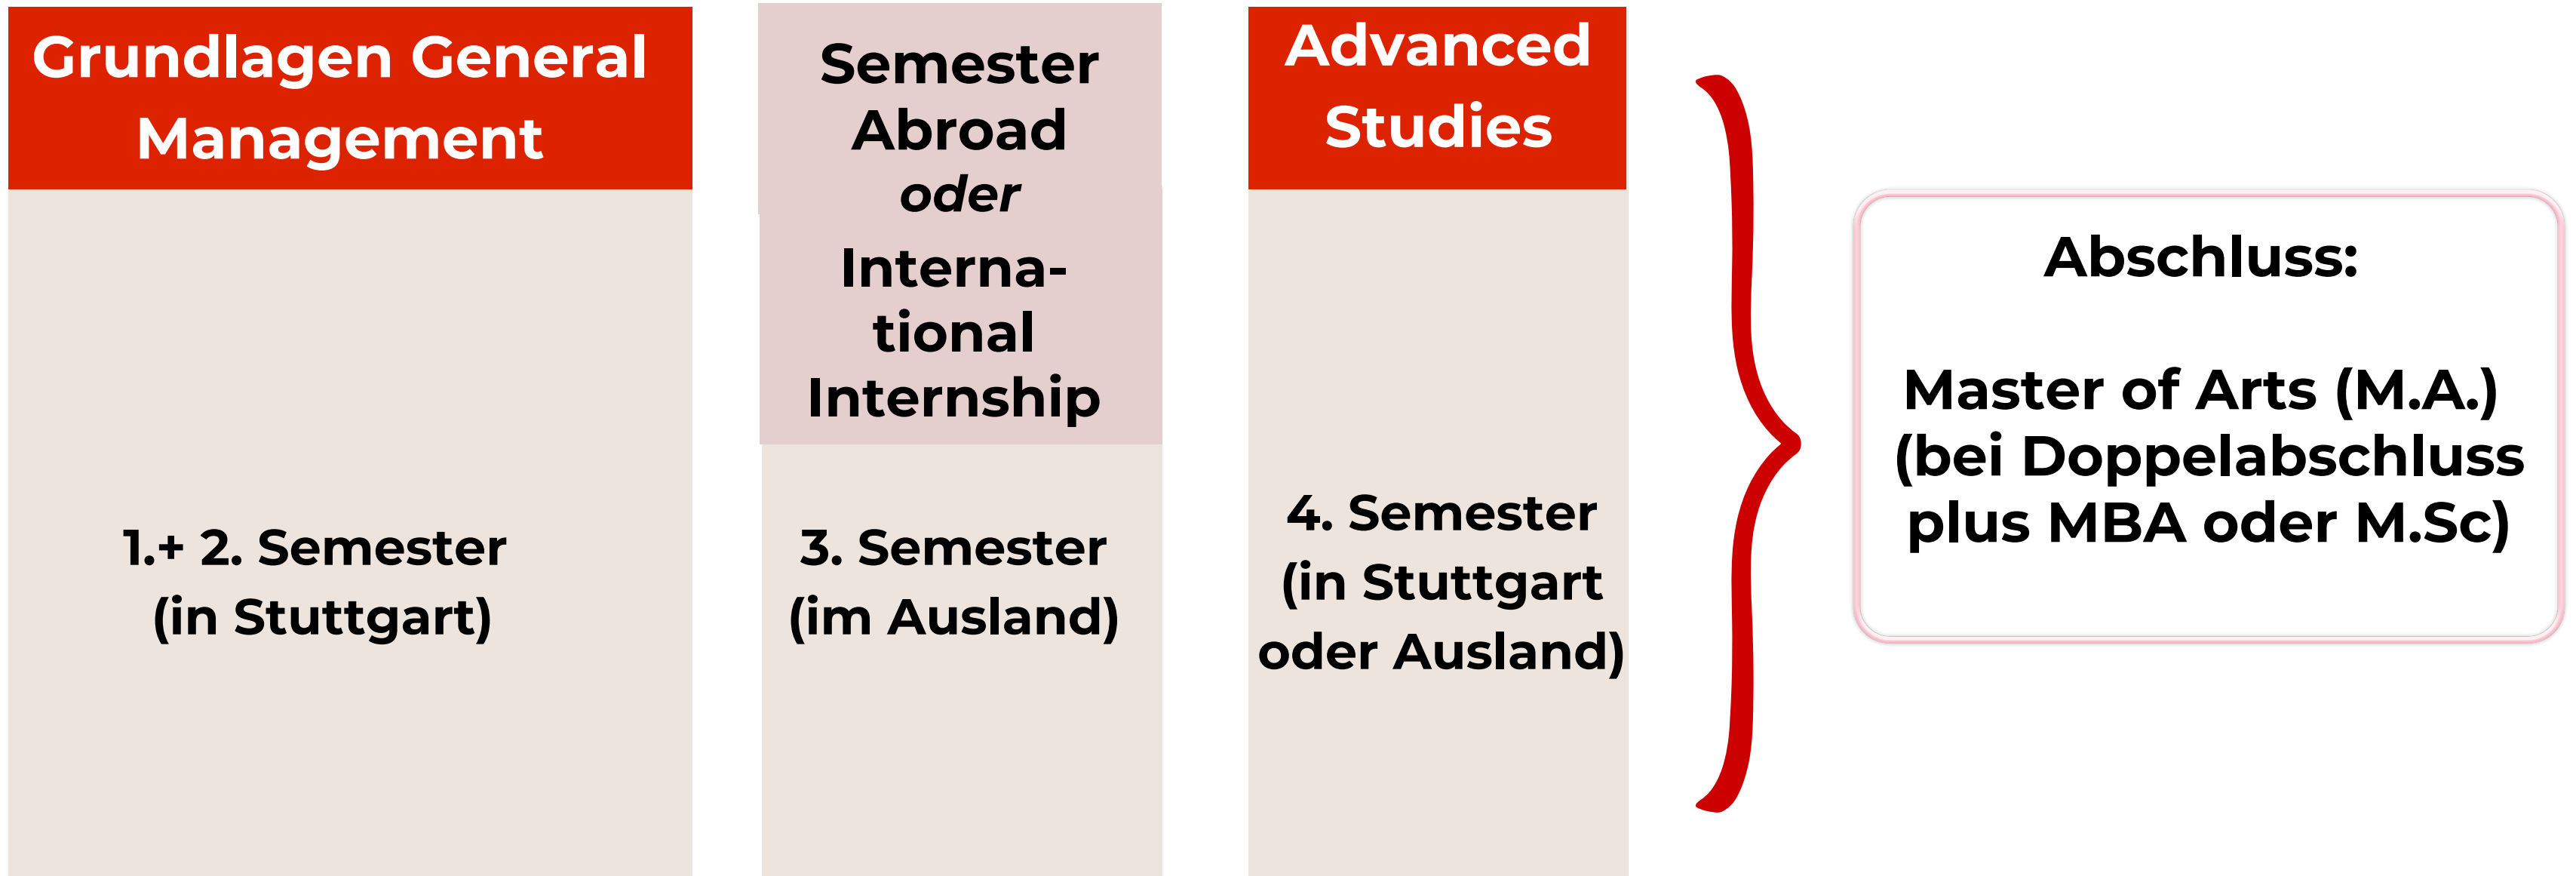 Grundlagen General
Management
1.+ 2. Semester
(in Stuttgart)
Semester
Abroad
oder
Interna-
tional
Internship
3. Semester
(im Ausland)
Advanced
Studies
4. Semester
(in Stuttgart
oder Ausland)
Abschluss:
Master of Arts (M.A.)
(bei Doppelabschluss
plus MBA oder M.Sc)